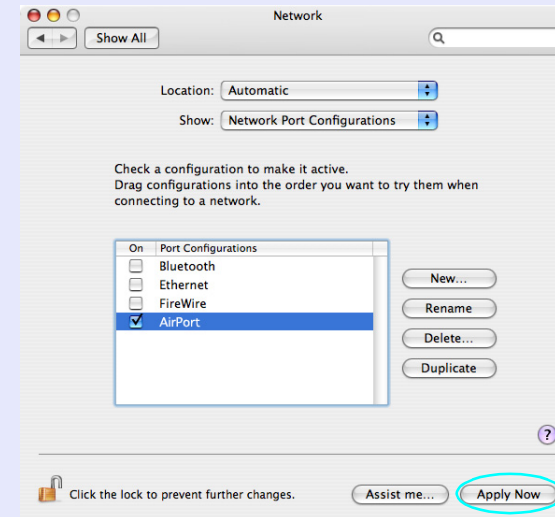 Network
Show All
Location: Automatic
Show: Network Port Configurations
Check a configuration to make it active.
Drag configurations into the order you want to try them when
connecting to a network.
On Port Configurations
Bluetooth
Ethernet
FireWire
AirPort
New...
Rename
Delete...
Duplicate
?
Click the lock to prevent further changes.
Assist me...
Apply Now